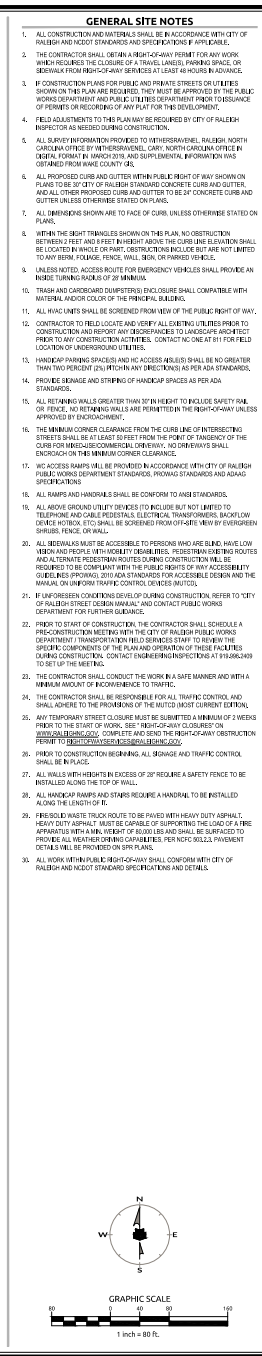 GENERAL SITE NOTES
1. ALL CONSTRUCTION AND MATERIALS SHALL BE IN ACCORDANCE WITH CITY OF
RALEIGH AND NCDOT STANDARDS AND SPECIFICATIONS IF APPLICABLE.
2. THE CONTRACTOR SHALL OBTAIN A RIGHT-OF-WAY PERMIT FOR ANY WORK
WHICH REQUIRES THE CLOSURE OF A TRAVEL LANE(S), PARKING SPACE, OR
SIDEWALK FROM RIGHT-OF-WAY SERVICES AT LEAST 48 HOURS IN ADVANCE.
3. IF CONSTRUCTION PLANS FOR PUBLIC AND PRIVATE STREETS OR UTILITIES
SHOWN ON THIS PLAN ARE REQUIRED, THEY MUST BE APPROVED BY THE PUBLIC
WORKS DEPARTMENT AND PUBLIC UTILITIES DEPARTMENT PRIOR TO ISSUANCE
OF PERMITS OR RECORDING OF ANY PLAT FOR THIS DEVELOPMENT.
4. FIELD ADJUSTMENTS TO THIS PLAN MAY BE REQUIRED BY CITY OF RALEIGH
INSPECTOR AS NEEDED DURING CONSTRUCTION.
5. ALL SURVEY INFORMATION PROVIDED TO WITHERSRAVENEL, RALEIGH, NORTH
CAROLINA OFFICE BY WITHERSRAVENEL, CARY, NORTH CAROLINA OFFICE IN
DIGITAL FORMAT IN MARCH 2019, AND SUPPLEMENTAL INFORMATION WAS
OBTAINED FROM WAKE COUNTY GIS.
6. ALL PROPOSED CURB AND GUTTER WITHIN PUBLIC RIGHT OF WAY SHOWN ON
PLANS TO BE 30" CITY OF RALEIGH STANDARD CONCRETE CURB AND GUTTER,
AND ALL OTHER PROPOSED CURB AND GUTTER TO BE 24" CONCRETE CURB AND
GUTTER UNLESS OTHERWISE STATED ON PLANS.
7. ALL DIMENSIONS SHOWN ARE TO FACE OF CURB, UNLESS OTHERWISE STATED ON
PLANS.
8. WITHIN THE SIGHT TRIANGLES SHOWN ON THIS PLAN, NO OBSTRUCTION
BETWEEN 2 FEET AND 8 FEET IN HEIGHT ABOVE THE CURB LINE ELEVATION SHALL
BE LOCATED IN WHOLE OR PART. OBSTRUCTIONS INCLUDE BUT ARE NOT LIMITED
TO ANY BERM, FOLIAGE, FENCE, WALL, SIGN, OR PARKED VEHICLE.
9. UNLESS NOTED, ACCESS ROUTE FOR EMERGENCY VEHICLES SHALL PROVIDE AN
INSIDE TURNING RADIUS OF 28' MINIMUM.
10. TRASH AND CARDBOARD DUMPSTER(S) ENCLOSURE SHALL COMPATIBLE WITH
MATERIAL AND/OR COLOR OF THE PRINCIPAL BUILDING.
11. ALL HVAC UNITS SHALL BE SCREENED FROM VIEW OF THE PUBLIC RIGHT OF WAY.
12. CONTRACTOR TO FIELD LOCATE AND VERIFY ALL EXISTING UTILITIES PRIOR TO
CONSTRUCTION AND REPORT ANY DISCREPANCIES TO LANDSCAPE ARCHITECT
PRIOR TO ANY CONSTRUCTION ACTIVITIES. CONTACT NC ONE AT 811 FOR FIELD
LOCATION OF UNDERGROUND UTILITIES.
13. HANDICAP PARKING SPACE(S) AND HC ACCESS AISLE(S) SHALL BE NO GREATER
THAN TWO PERCENT (2%) PITCH IN ANY DIRECTION(S) AS PER ADA STANDARDS.
14. PROVIDE SIGNAGE AND STRIPING OF HANDICAP SPACES AS PER ADA
STANDARDS.
15. ALL RETAINING WALLS GREATER THAN 30" IN HEIGHT TO INCLUDE SAFETY RAIL
OR FENCE. NO RETAINING WALLS ARE PERMITTED IN THE RIGHT-OF-WAY UNLESS
APPROVED BY ENCROACHMENT.
16. THE MINIMUM CORNER CLEARANCE FROM THE CURB LINE OF INTERSECTING
STREETS SHALL BE AT LEAST 50 FEET FROM THE POINT OF TANGENCY OF THE
CURB FOR MIXED-USE/COMMERCIAL DRIVEWAY. NO DRIVEWAYS SHALL
ENCROACH ON THIS MINIMUM CORNER CLEARANCE.
17. WC ACCESS RAMPS WILL BE PROVIDED IN ACCORDANCE WITH CITY OF RALEIGH
PUBLIC WORKS DEPARTMENT STANDARDS, PROWAG STANDARDS AND ADAAG
SPECIFICATIONS
18. ALL RAMPS AND HANDRAILS SHALL BE CONFORM TO ANSI STANDARDS.
19. ALL ABOVE GROUND UTILITY DEVICES (TO INCLUDE BUT NOT LIMITED TO
TELEPHONE AND CABLE PEDESTALS, ELECTRICAL TRANSFORMERS, BACKFLOW
DEVICE HOTBOX, ETC) SHALL BE SCREENED FROM OFF-SITE VIEW BY EVERGREEN
SHRUBS, FENCE, OR WALL.
20. ALL SIDEWALKS MUST BE ACCESSIBLE TO PERSONS WHO ARE BLIND, HAVE LOW
VISION AND PEOPLE WITH MOBILITY DISABILITIES. PEDESTRIAN EXISTING ROUTES
AND ALTERNATE PEDESTRIAN ROUTES DURING CONSTRUCTION WILL BE
REQUIRED TO BE COMPLIANT WITH THE PUBLIC RIGHTS OF WAY ACCESSIBILITY
GUIDELINES (PPOWAG), 2010 ADA STANDARDS FOR ACCESSIBLE DESIGN AND THE
MANUAL ON UNIFORM TRAFFIC CONTROL DEVICES (MUTCD).
21. IF UNFORESEEN CONDITIONS DEVELOP DURING CONSTRUCTION, REFER TO "CITY
OF RALEIGH STREET DESIGN MANUAL" AND CONTACT PUBLIC WORKS
DEPARTMENT FOR FURTHER GUIDANCE.
22. PRIOR TO START OF CONSTRUCTION, THE CONTRACTOR SHALL SCHEDULE A
PRE-CONSTRUCTION MEETING WITH THE CITY OF RALEIGH PUBLIC WORKS
DEPARTMENT / TRANSPORTATION FIELD SERVICES STAFF TO REVIEW THE
SPECIFIC COMPONENTS OF THE PLAN AND OPERATION OF THESE FACILITIES
DURING CONSTRUCTION. CONTACT ENGINEERING INSPECTIONS AT 919-996-2409
TO SET UP THE MEETING.
23. THE CONTRACTOR SHALL CONDUCT THE WORK IN A SAFE MANNER AND WITH A
MINIMUM AMOUNT OF INCONVENIENCE TO TRAFFIC.
24. THE CONTRACTOR SHALL BE RESPONSIBLE FOR ALL TRAFFIC CONTROL AND
SHALL ADHERE TO THE PROVISIONS OF THE MUTCD (MOST CURRENT EDITION).
25. ANY TEMPORARY STREET CLOSURE MUST BE SUBMITTED A MINIMUM OF 2 WEEKS
PRIOR TO THE START OF WORK. SEE " RIGHT-OF-WAY CLOSURES" ON
WWW.RALEIGHNC.GOV. COMPLETE AND SEND THE RIGHT-OF-WAY OBSTRUCTION
PERMIT TO RIGHTOFWAYSERVICES@RALEIGHNC.GOV.
26. PRIOR TO CONSTRUCTION BEGINNING, ALL SIGNAGE AND TRAFFIC CONTROL
SHALL BE IN PLACE.
27. ALL WALLS WITH HEIGHTS IN EXCESS OF 28" REQUIRE A SAFETY FENCE TO BE
INSTALLED ALONG THE TOP OF WALL.
28. ALL HANDICAP RAMPS AND STAIRS REQUIRE A HANDRAIL TO BE INSTALLED
ALONG THE LENGTH OF IT.
29. FIRE/SOLID WASTE TRUCK ROUTE TO BE PAVED WITH HEAVY DUTY ASPHALT.
HEAVY DUTY ASPHALT MUST BE CAPABLE OF SUPPORTING THE LOAD OF A FIRE
APPARATUS WITH A MIN. WEIGHT OF 80,000 LBS AND SHALL BE SURFACED TO
PROVIDE ALL WEATHER DRIVING CAPABILITIES, PER NCFC 503.2.3. PAVEMENT
DETAILS WILL BE PROVIDED ON SPR PLANS.
30. ALL WORK WITHIN PUBLIC RIGHT-OF-WAY SHALL CONFORM WITH CITY OF
RALEIGH AND NCDOT STANDARD SPECIFICATIONS AND DETAILS.
N
W E
S
GRAPHIC SCALE
80 0 40 80 160
1 inch = 80 ft.